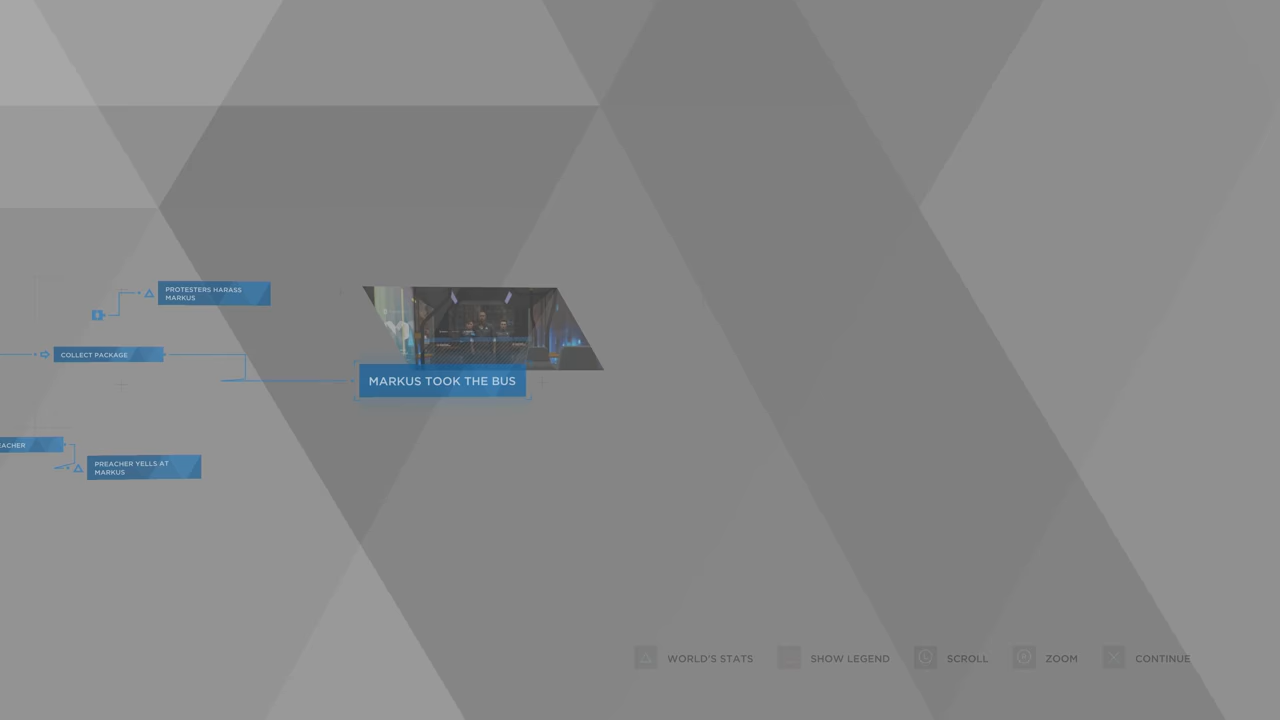 PROTESTERS HARASS
MARKUS
COLLECT PACKAGE
MARKUS TOOK THE BUS
EACHER
PREACHER YELLS AT
MARKUS
WORLD'S STATS
SHOW LEGEND
SCROLL
ZOOM
CONTINUE